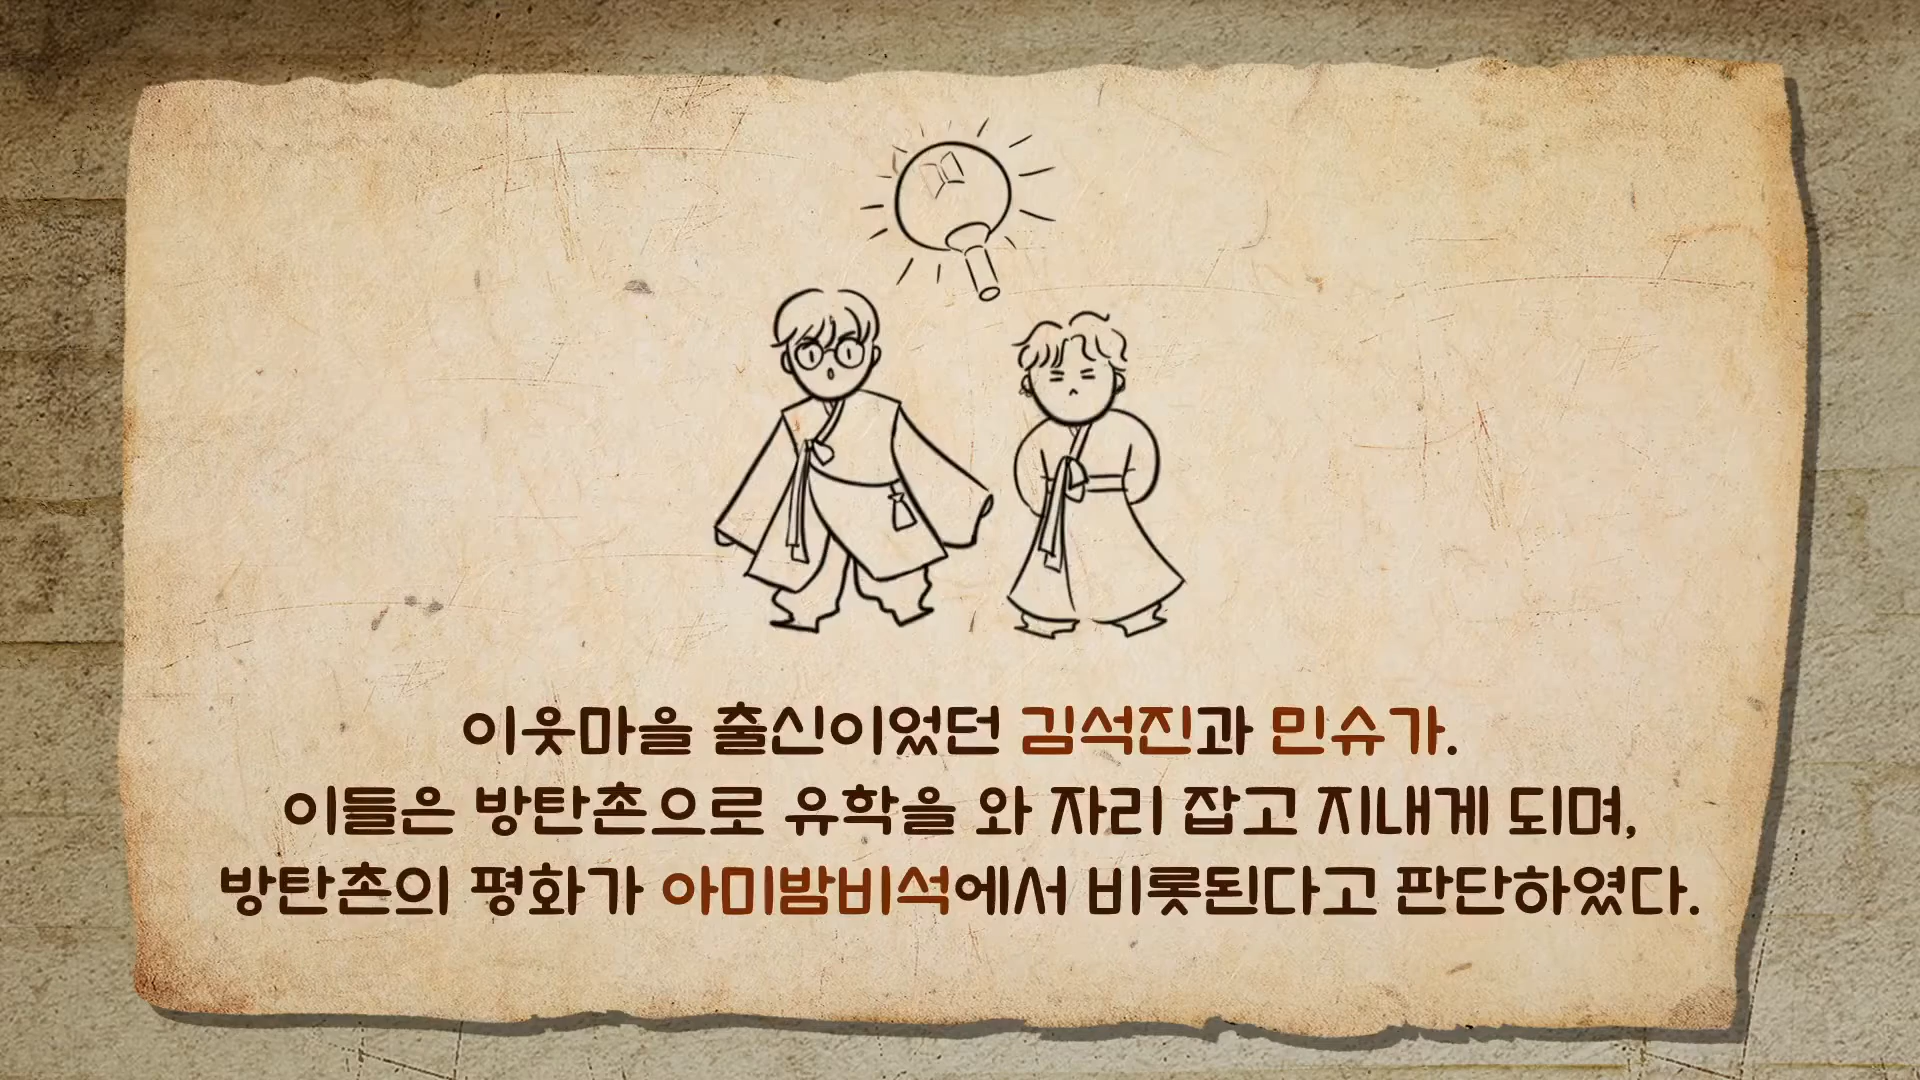 이웃마을 출신이었던 김석진과 민슈가.
이들은 방탄촌으로 유학을 와 자리 잡고 지내게 되며,
방탄촌의 평화가 아미밤비석에서 비롯된다고 판단하였다.